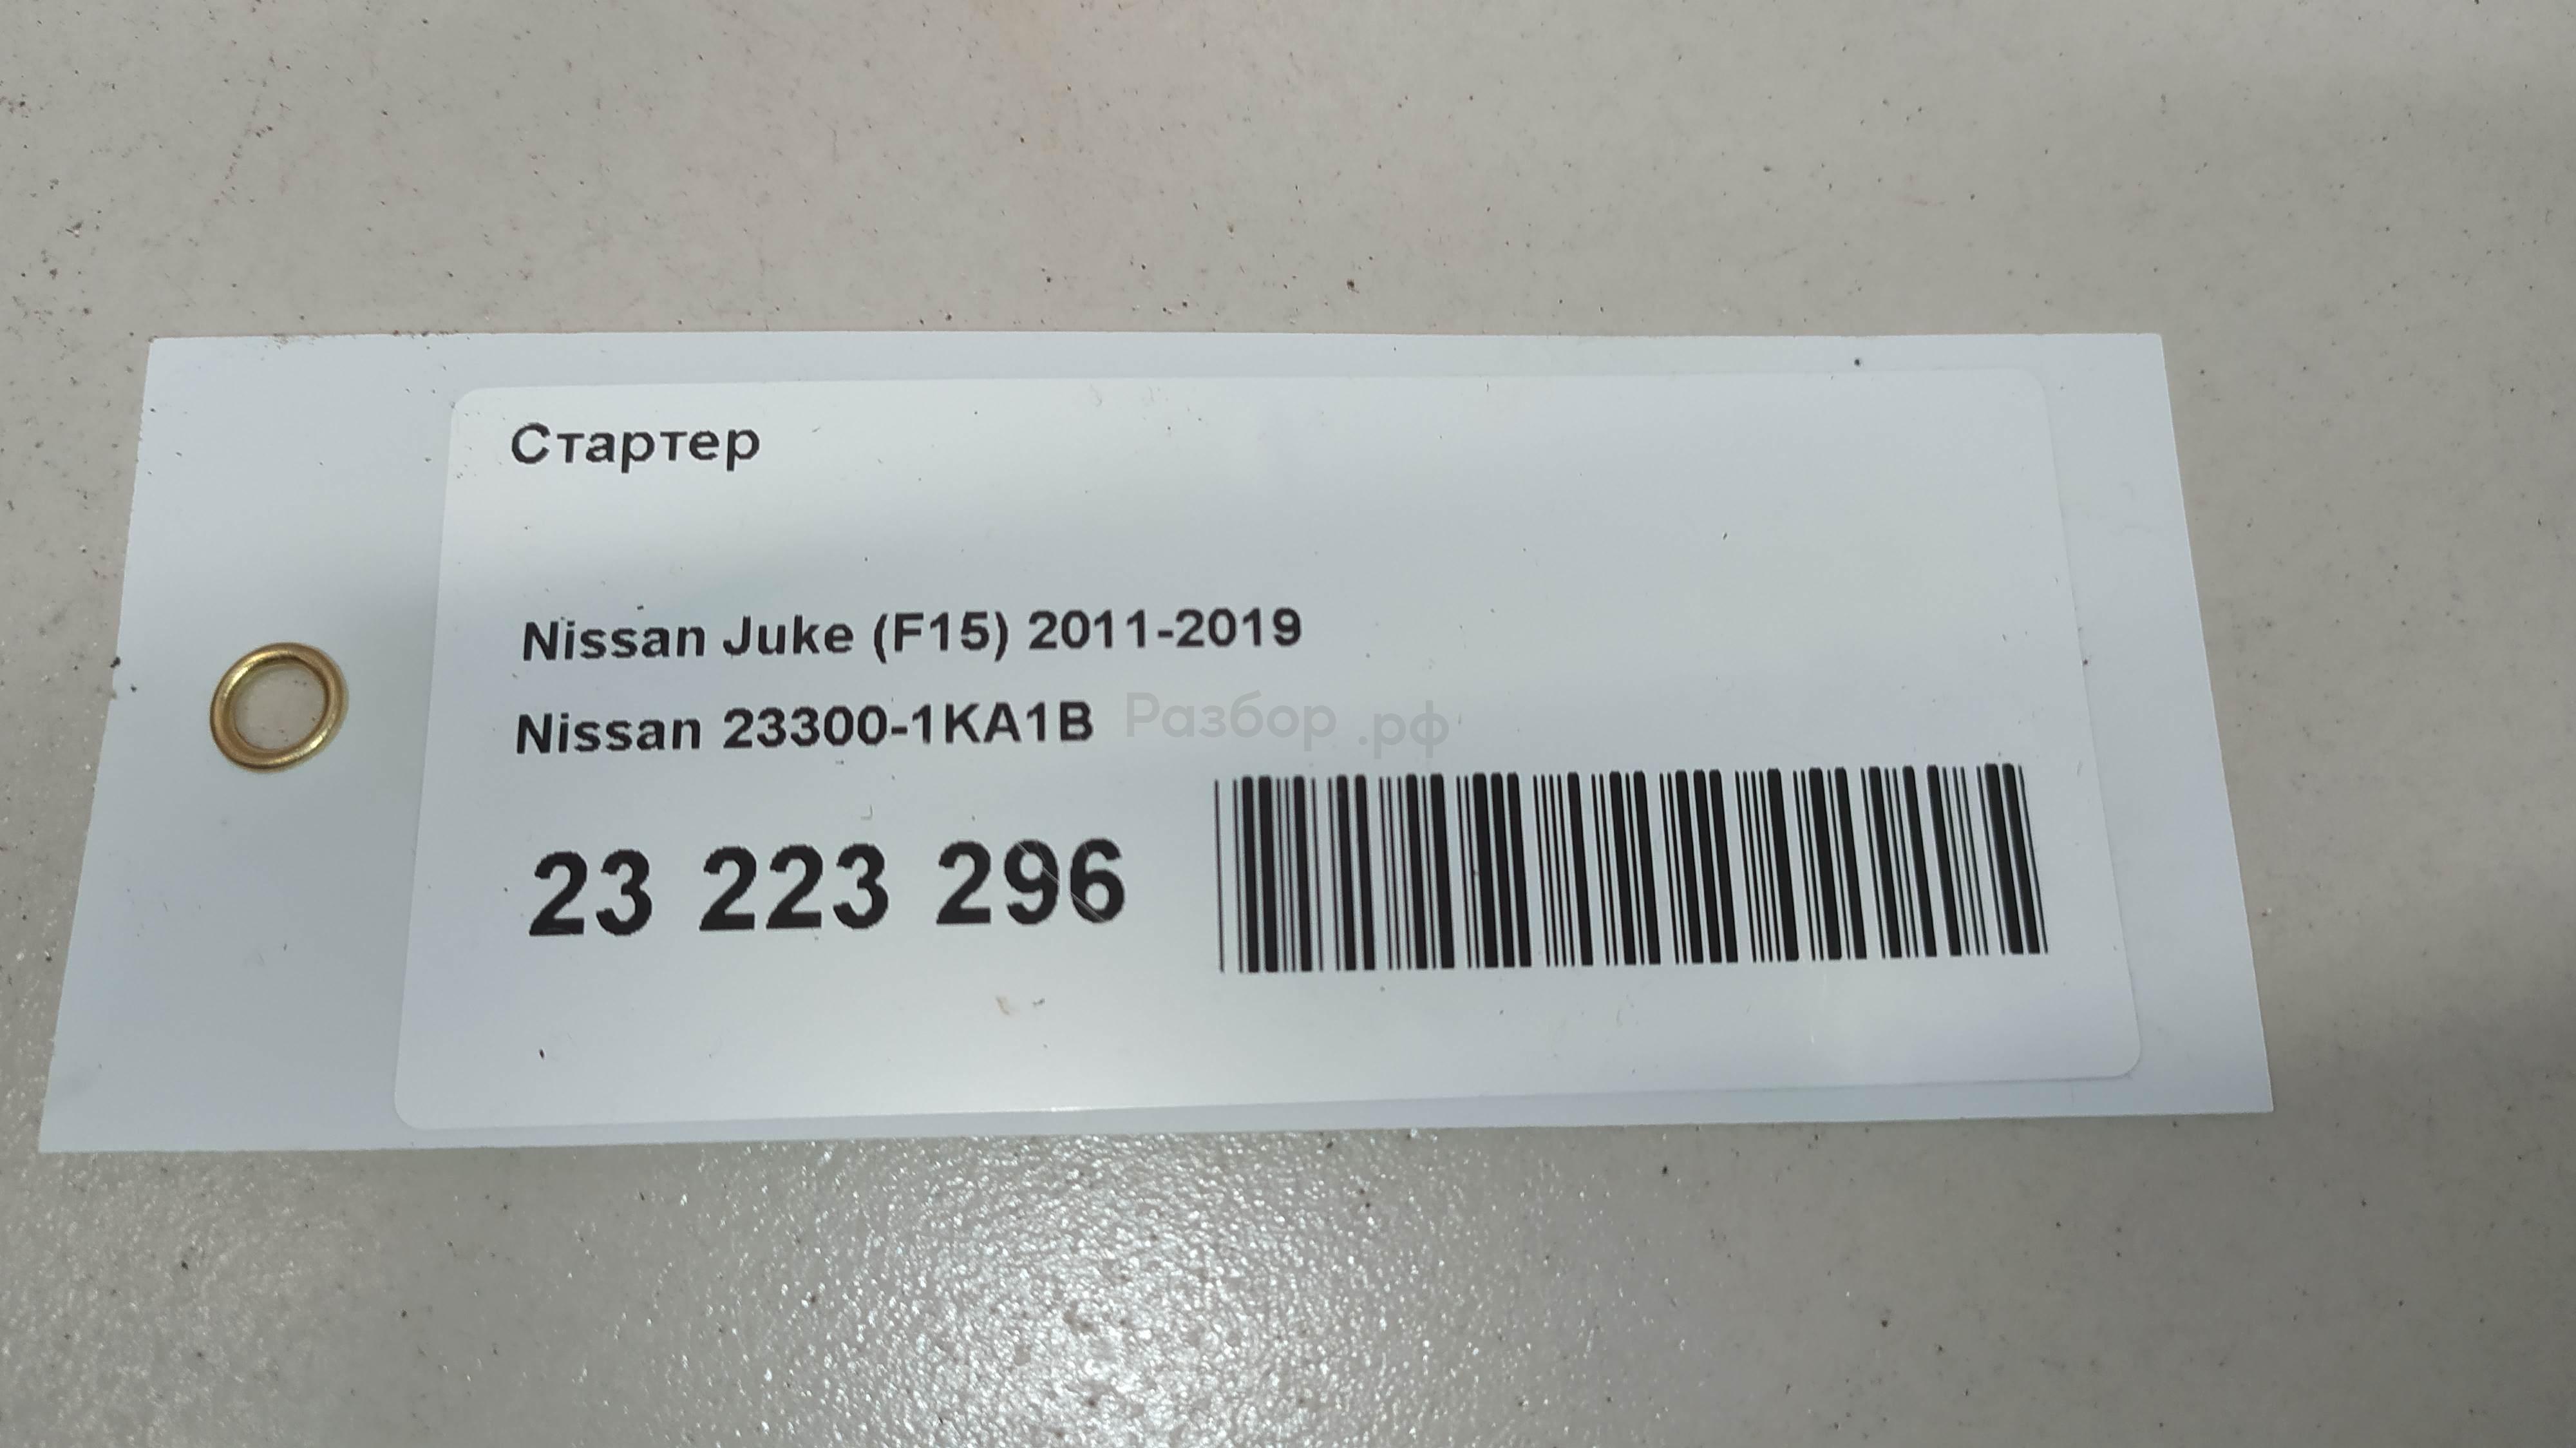 Стартер
Nissan Juke (F15) 2011-2019
Nissan 23300-1KA1B
Разбор.рф
23 223 296